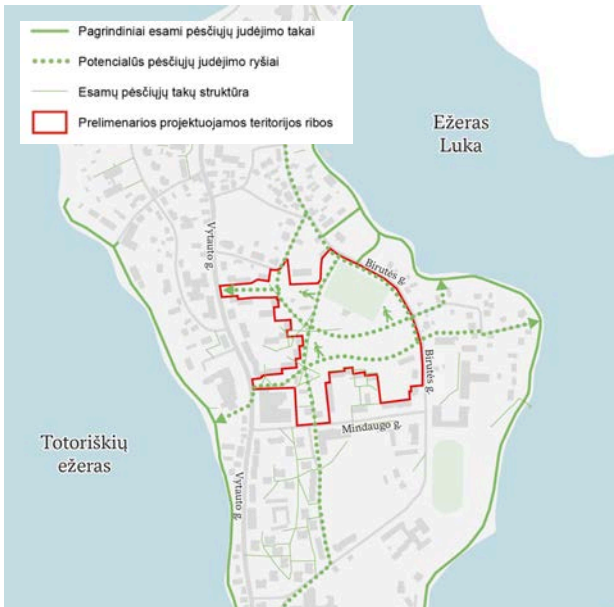 Pagrindiniai esami pėsčiųjų judėjimo takai
Potencialūs pėsčiųjų judėjimo ryšiai
Esamų pėsčiųjų takų struktūra
Prelimenarios projektuojamos teritorijos ribos
Ežeras
Luka
Vytauto g.
Birutės g.
Birutės g.
Mindaugo g.
Totoriškių
ežeras
Vytauto g.